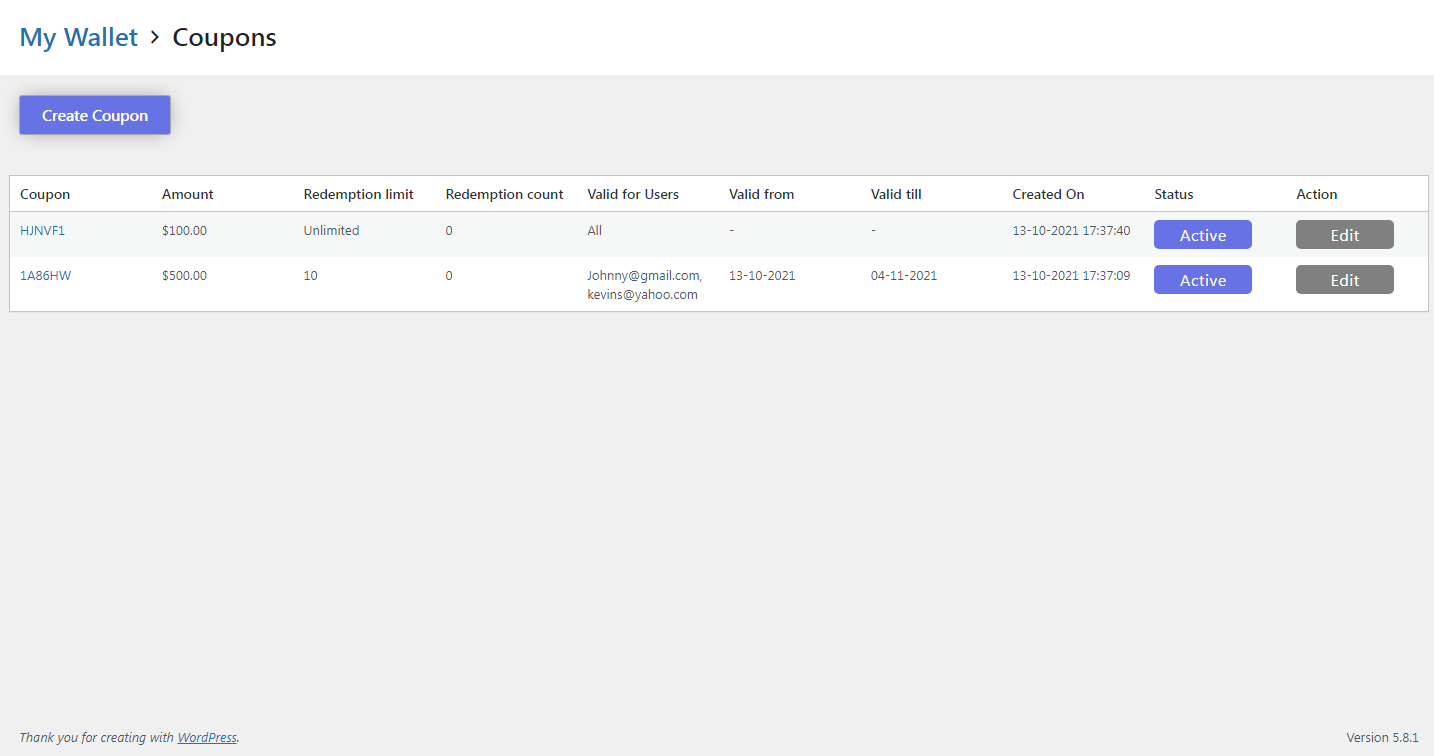 My Wallet > Coupons
Create Coupon
Coupon Amount Redemption limit Redemption count Valid for Users Valid from Valid till Created On Status Action
HJNVF1 $100.00 Unlimited 0 All - - 13-10-2021 17:37:40 Active Edit
1A86HW $500.00 10 0 Johnny@gmail.com, 13-10-2021 04-11-2021 13-10-2021 17:37:09 Active Edit
kevins@yahoo.com
Thank you for creating with WordPress. Version 5.8.1